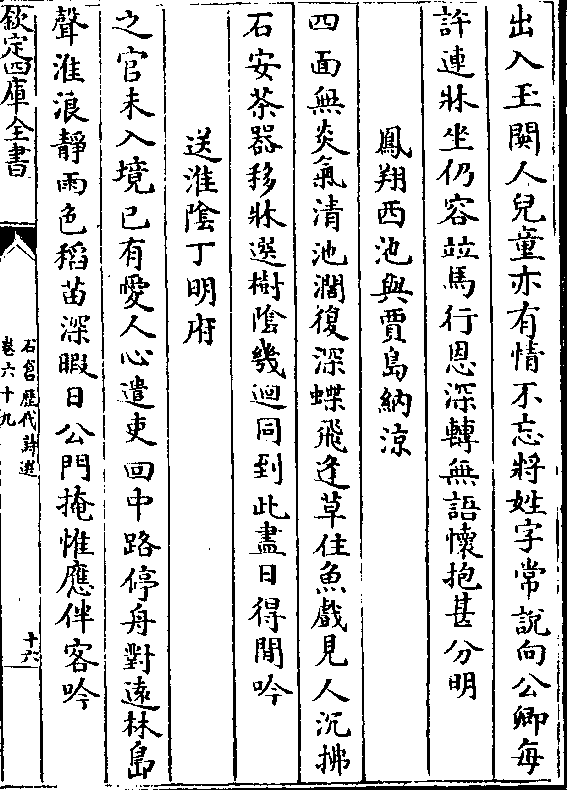 出入玉闕人兒童亦有情不忘將姓字常說向公卿每
許連牀坐仍容竝馬行恩深轉無語懷抱甚分明
鳳翔西池與賈島納涼
四面無炎氣清池濶復深蝶飛逢草住魚戲見人沉拂
石安茶器移牀選樹陰幾迴同到此盡日得閒吟
送淮隂丁明府
之官未入境已有愛人心遣吏回中路停舟對遠林島
聲淮浪靜雨色稻苗深暇日公門掩惟應伴客吟
欽定四庫全書
石倉歷代詩選
卷六十九
十六